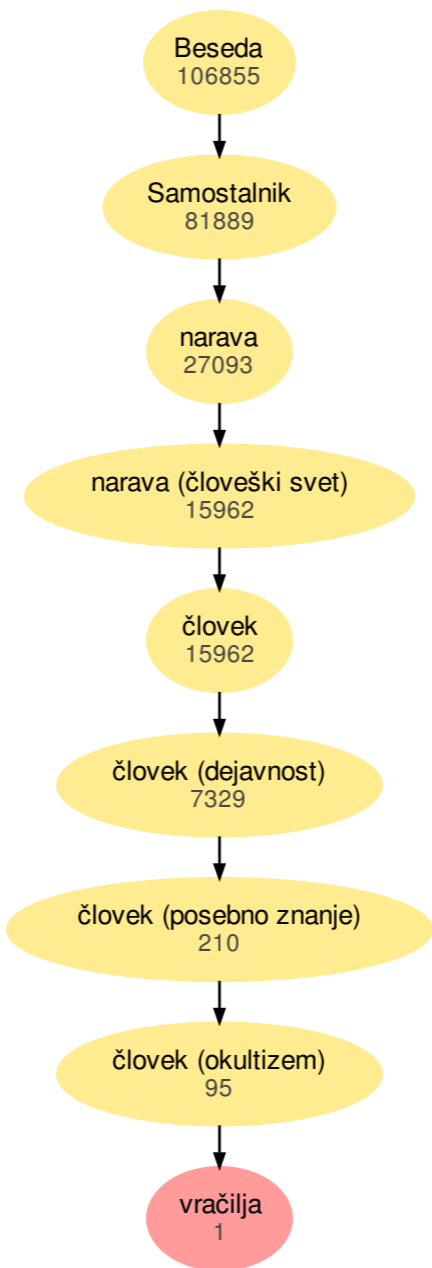 Beseda
106855
Samostalnik
81889
narava
27093
narava (človeški svet)
15962
človek
15962
človek (dejavnost)
7329
človek (posebno znanje)
210
človek (okultizem)
95
vračilja
1